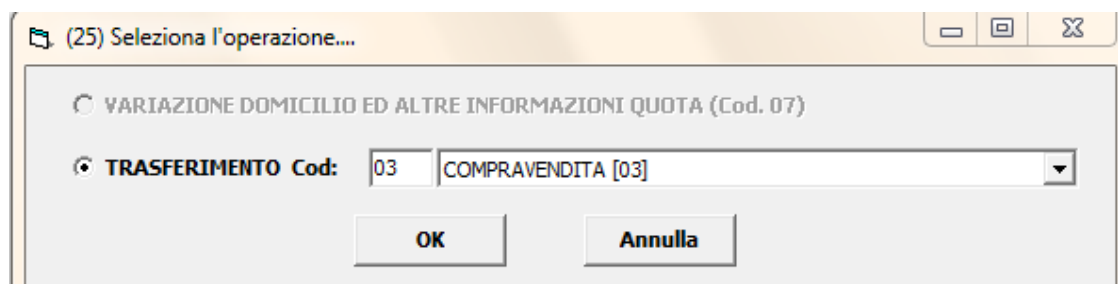 (25) Seleziona l'operazione....
VARIAZIONE DOMICILIO ED ALTRE INFORMAZIONI QUOTA (Cod. 07)
TRASFERIMENTO Cod: 03 COMPRAVENDITA [03]
OK Annulla